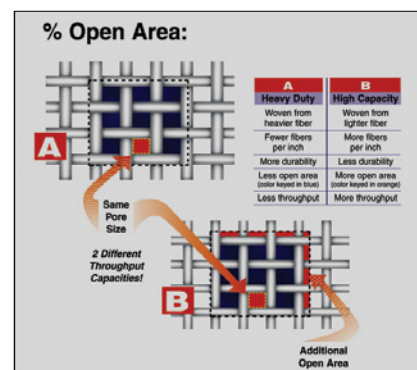 % Open Area:
A B
Heavy Duty High Capacity
Woven from heavier fiber Woven from lighter fiber
Fewer fibers per inch More fibers per inch
More durability Less durability
Less open area (color keyed in blue) More open area (color keyed in orange)
Less throughput More throughput
A
Same
Pore
Size
2 Different
Throughput
Capacities!
B
Additional
Open Area